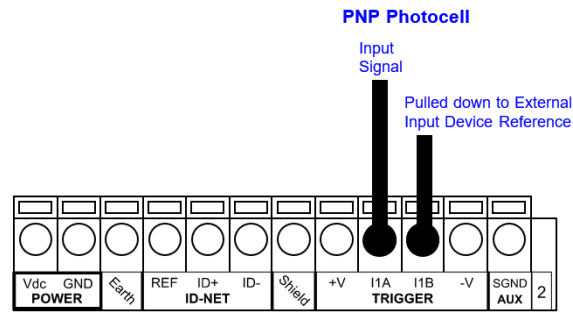 PNP Photocell
Input
Signal
Pulled down to External
Input Device Reference
Vdc GND Earth REF ID+ ID- Shield +V I1A I1B -V SGND 2
POWER ID-NET TRIGGER AUX